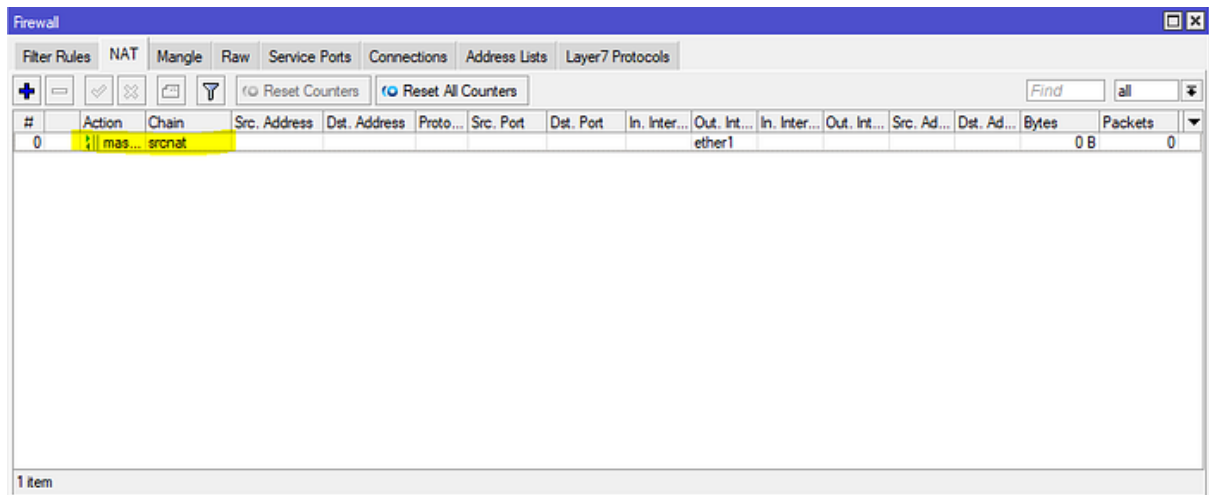 Firewall
Filter Rules NAT Mangle Raw Service Ports Connections Address Lists Layer7 Protocols
Reset Counters Reset All Counters Find all
# Action Chain Src. Address Dst. Address Proto... Src. Port Dst. Port In. Inter... Out. Int... In. Inter... Out. Int... Src. Ad... Dst. Ad... Bytes Packets
0 mas... srcnat ether1 0 B 0
1 item